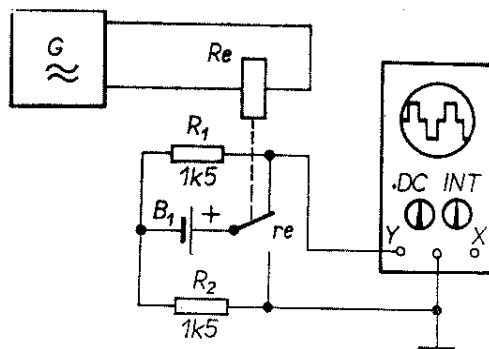 G
Re
R1
1k5
B1 +
re
R2
1k5
.DC INT
Y X